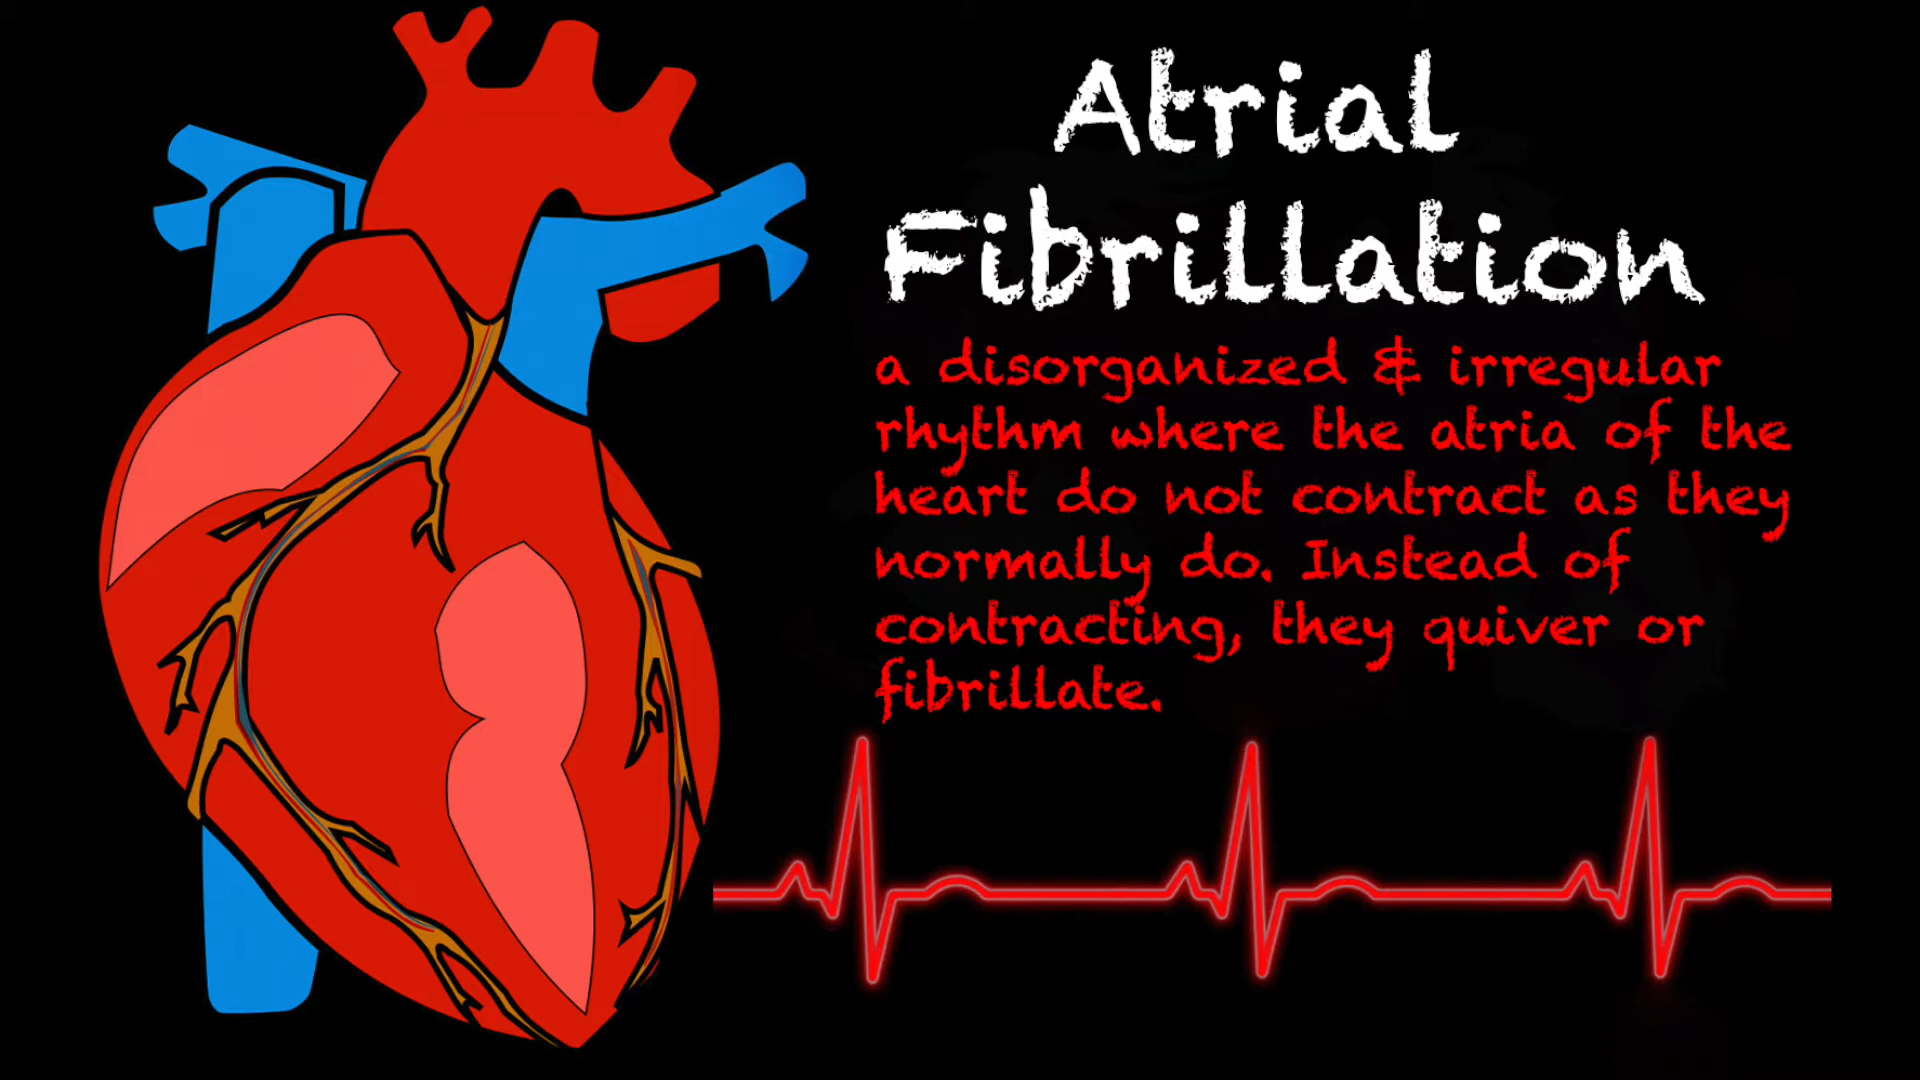 Atrial
Fibrillation
a disorganized & irregular
rhythm where the atria of the
heart do not contract as they
normally do. Instead of
contracting, they quiver or
fibrillate.